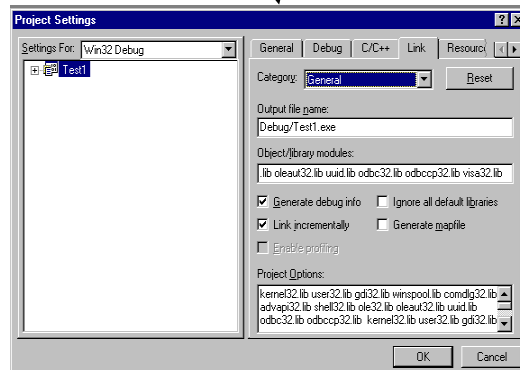 Project Settings
Settings For: Win32 Debug
Test1
General Debug C/C++ Link Resourc
Category: General Reset
Output file name:
Debug/Test1.exe
Object/library modules:
.lib oleaut32.lib uuid.lib odbc32.lib odbccp32.lib visa32.lib
Generate debug info Ignore all default libraries
Link incrementally Generate mapfile
Enable profiling
Project Options:
kernel32.lib user32.lib gdi32.lib winspool.lib comdlg32.lib
advapi32.lib shell32.lib ole32.lib oleaut32.lib uuid.lib
odbc32.lib odbccp32.lib kernel32.lib user32.lib gdi32.lib
OK Cancel